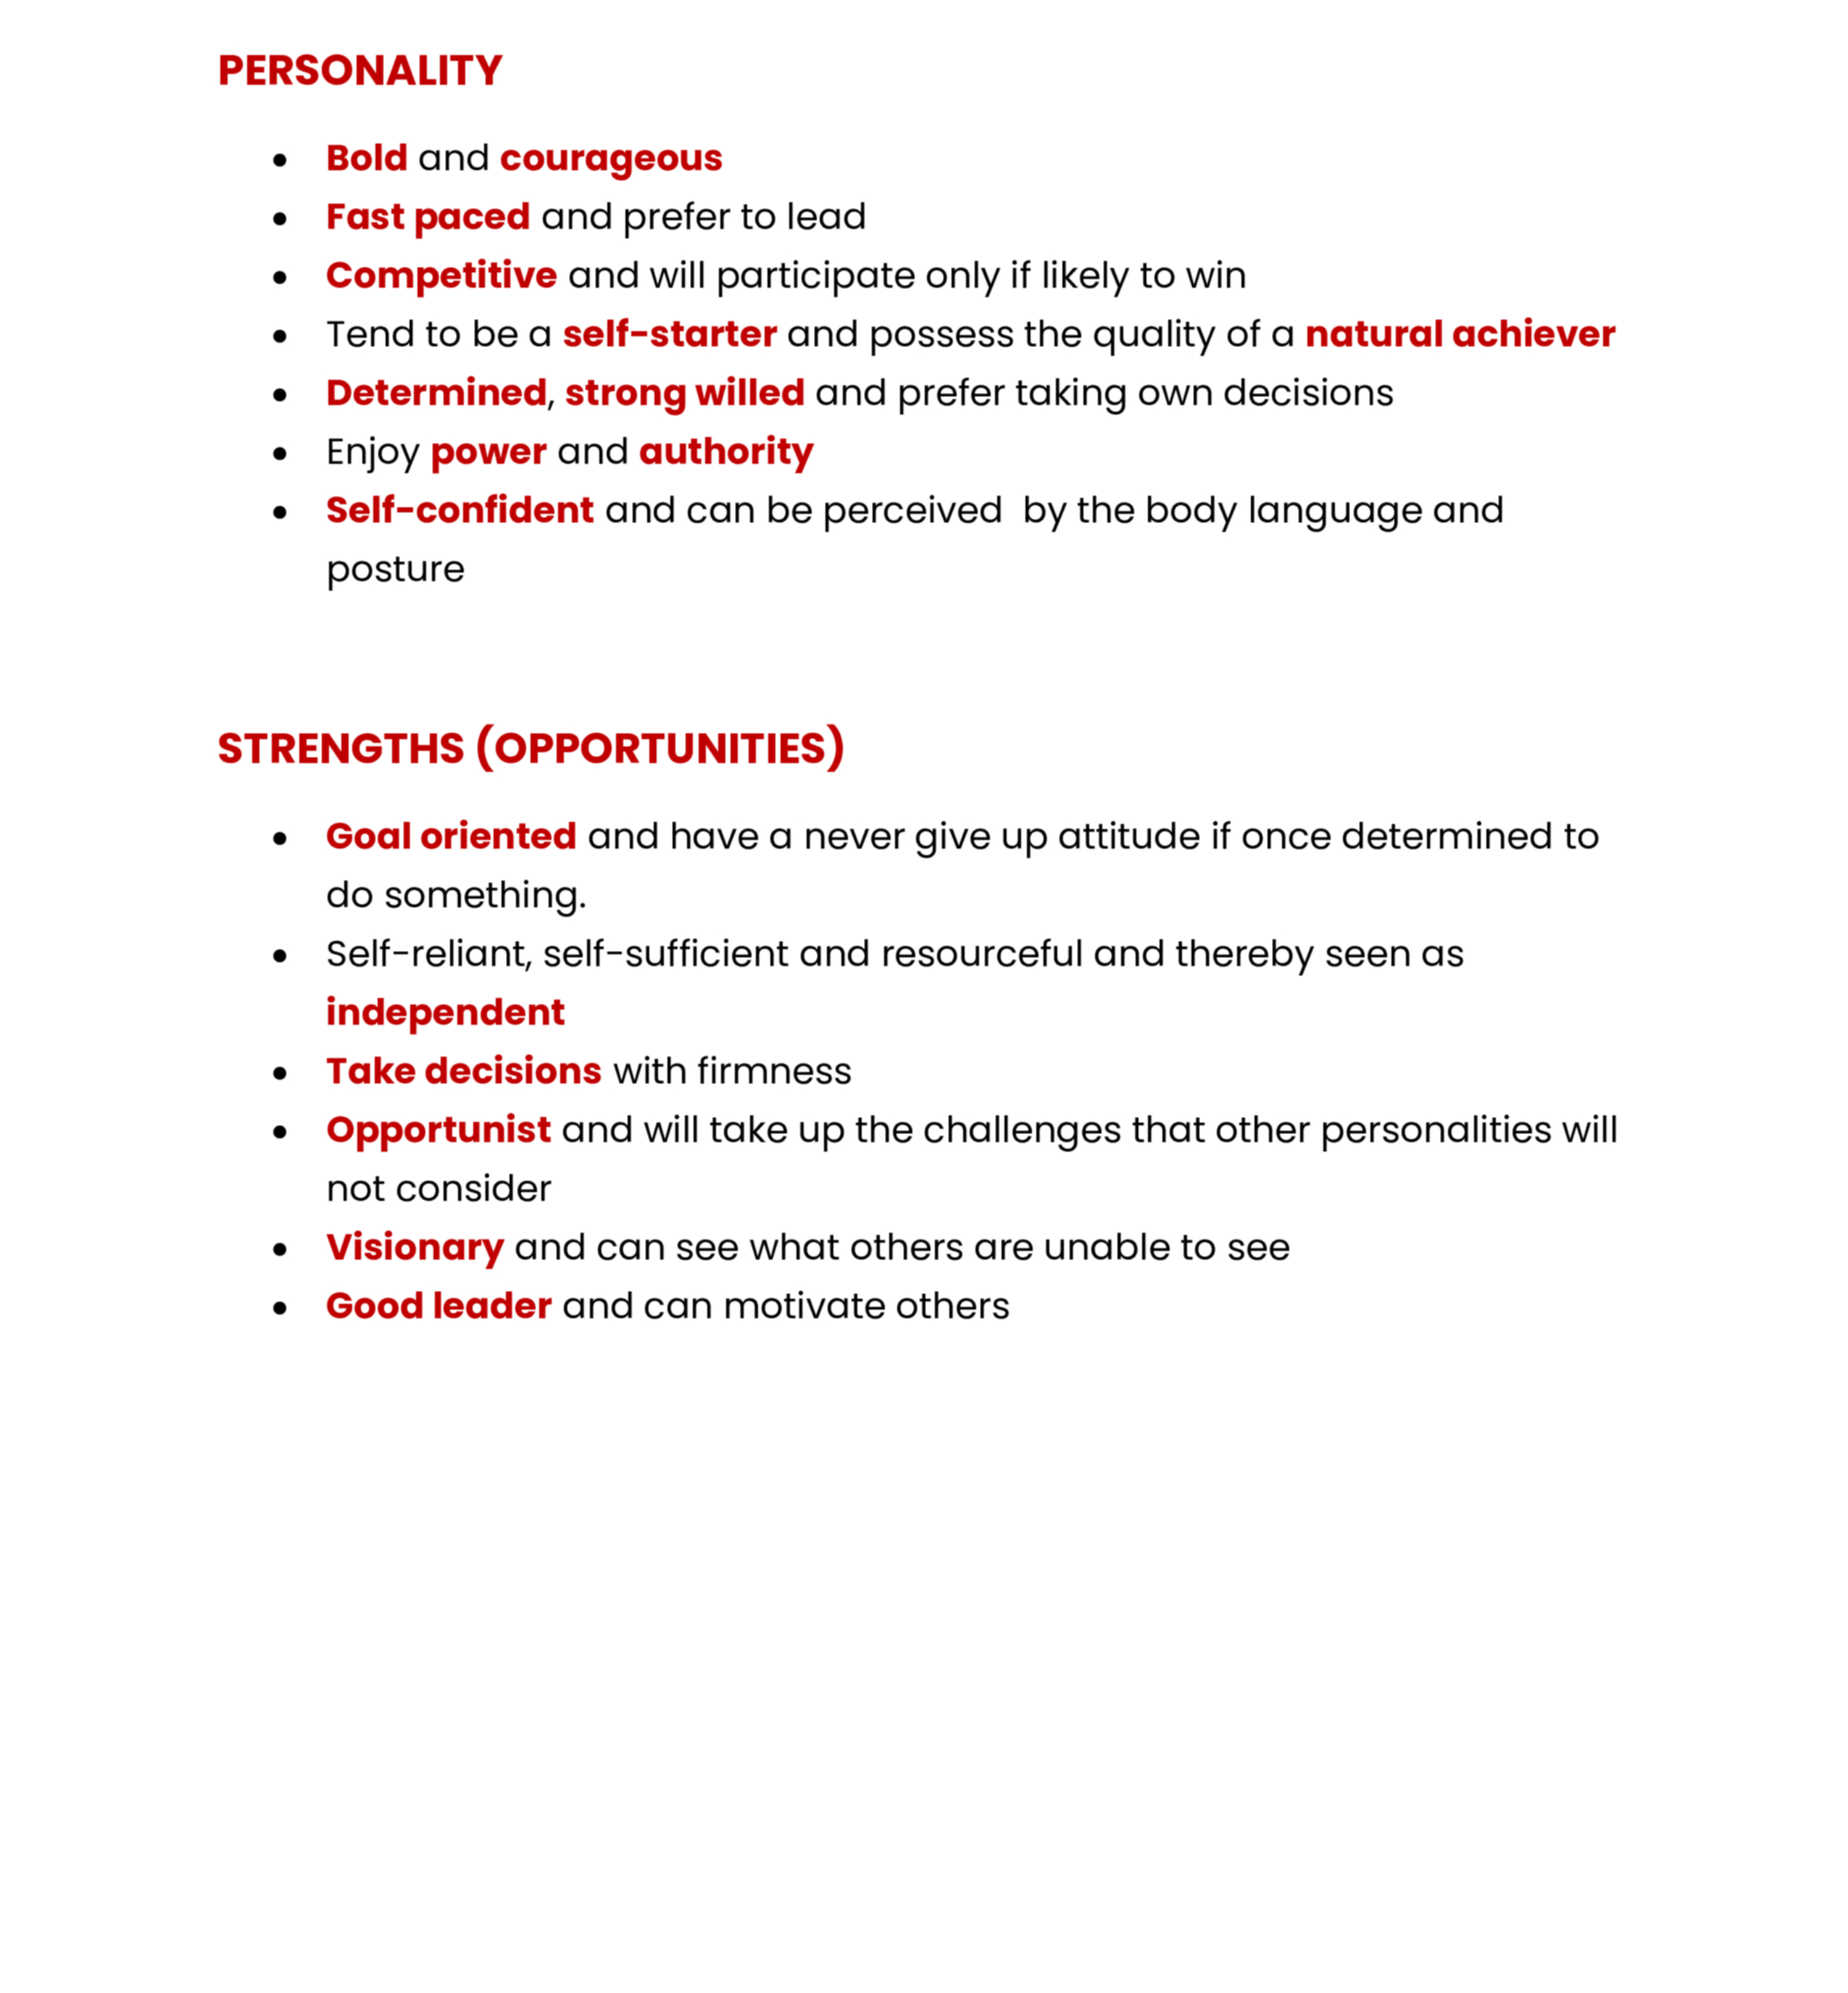 PERSONALITY
• Bold and courageous
• Fast paced and prefer to lead
• Competitive and will participate only if likely to win
• Tend to be a self-starter and possess the quality of a natural achiever
• Determined, strong willed and prefer taking own decisions
• Enjoy power and authority
• Self-confident and can be perceived  by the body language and
posture
STRENGTHS (OPPORTUNITIES)
• Goal oriented and have a never give up attitude if once determined to
do something.
• Self-reliant, self-sufficient and resourceful and thereby seen as
independent
• Take decisions with firmness
• Opportunist and will take up the challenges that other personalities will
not consider
• Visionary and can see what others are unable to see
• Good leader and can motivate others